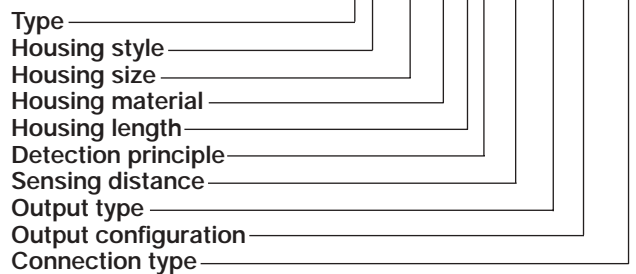 Type
Housing style
Housing size
Housing material
Housing length
Detection principle
Sensing distance
Output type
Output configuration
Connection type